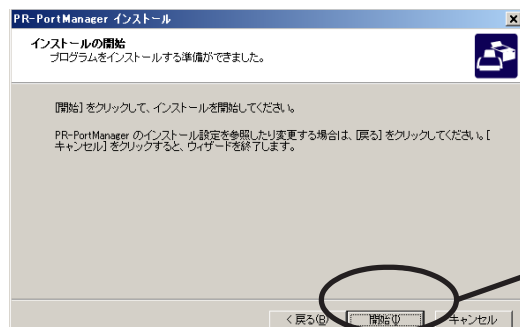 PR-PortManager インストール
インストールの開始
プログラムをインストールする準備ができました。
[開始] をクリックして、インストールを開始してください。
PR-PortManager のインストール設定を参照したり変更する場合は、[戻る] をクリックしてください。[
キャンセル] をクリックすると、ウィザードを終了します。
< 戻る(B)
開始(I)
キャンセル